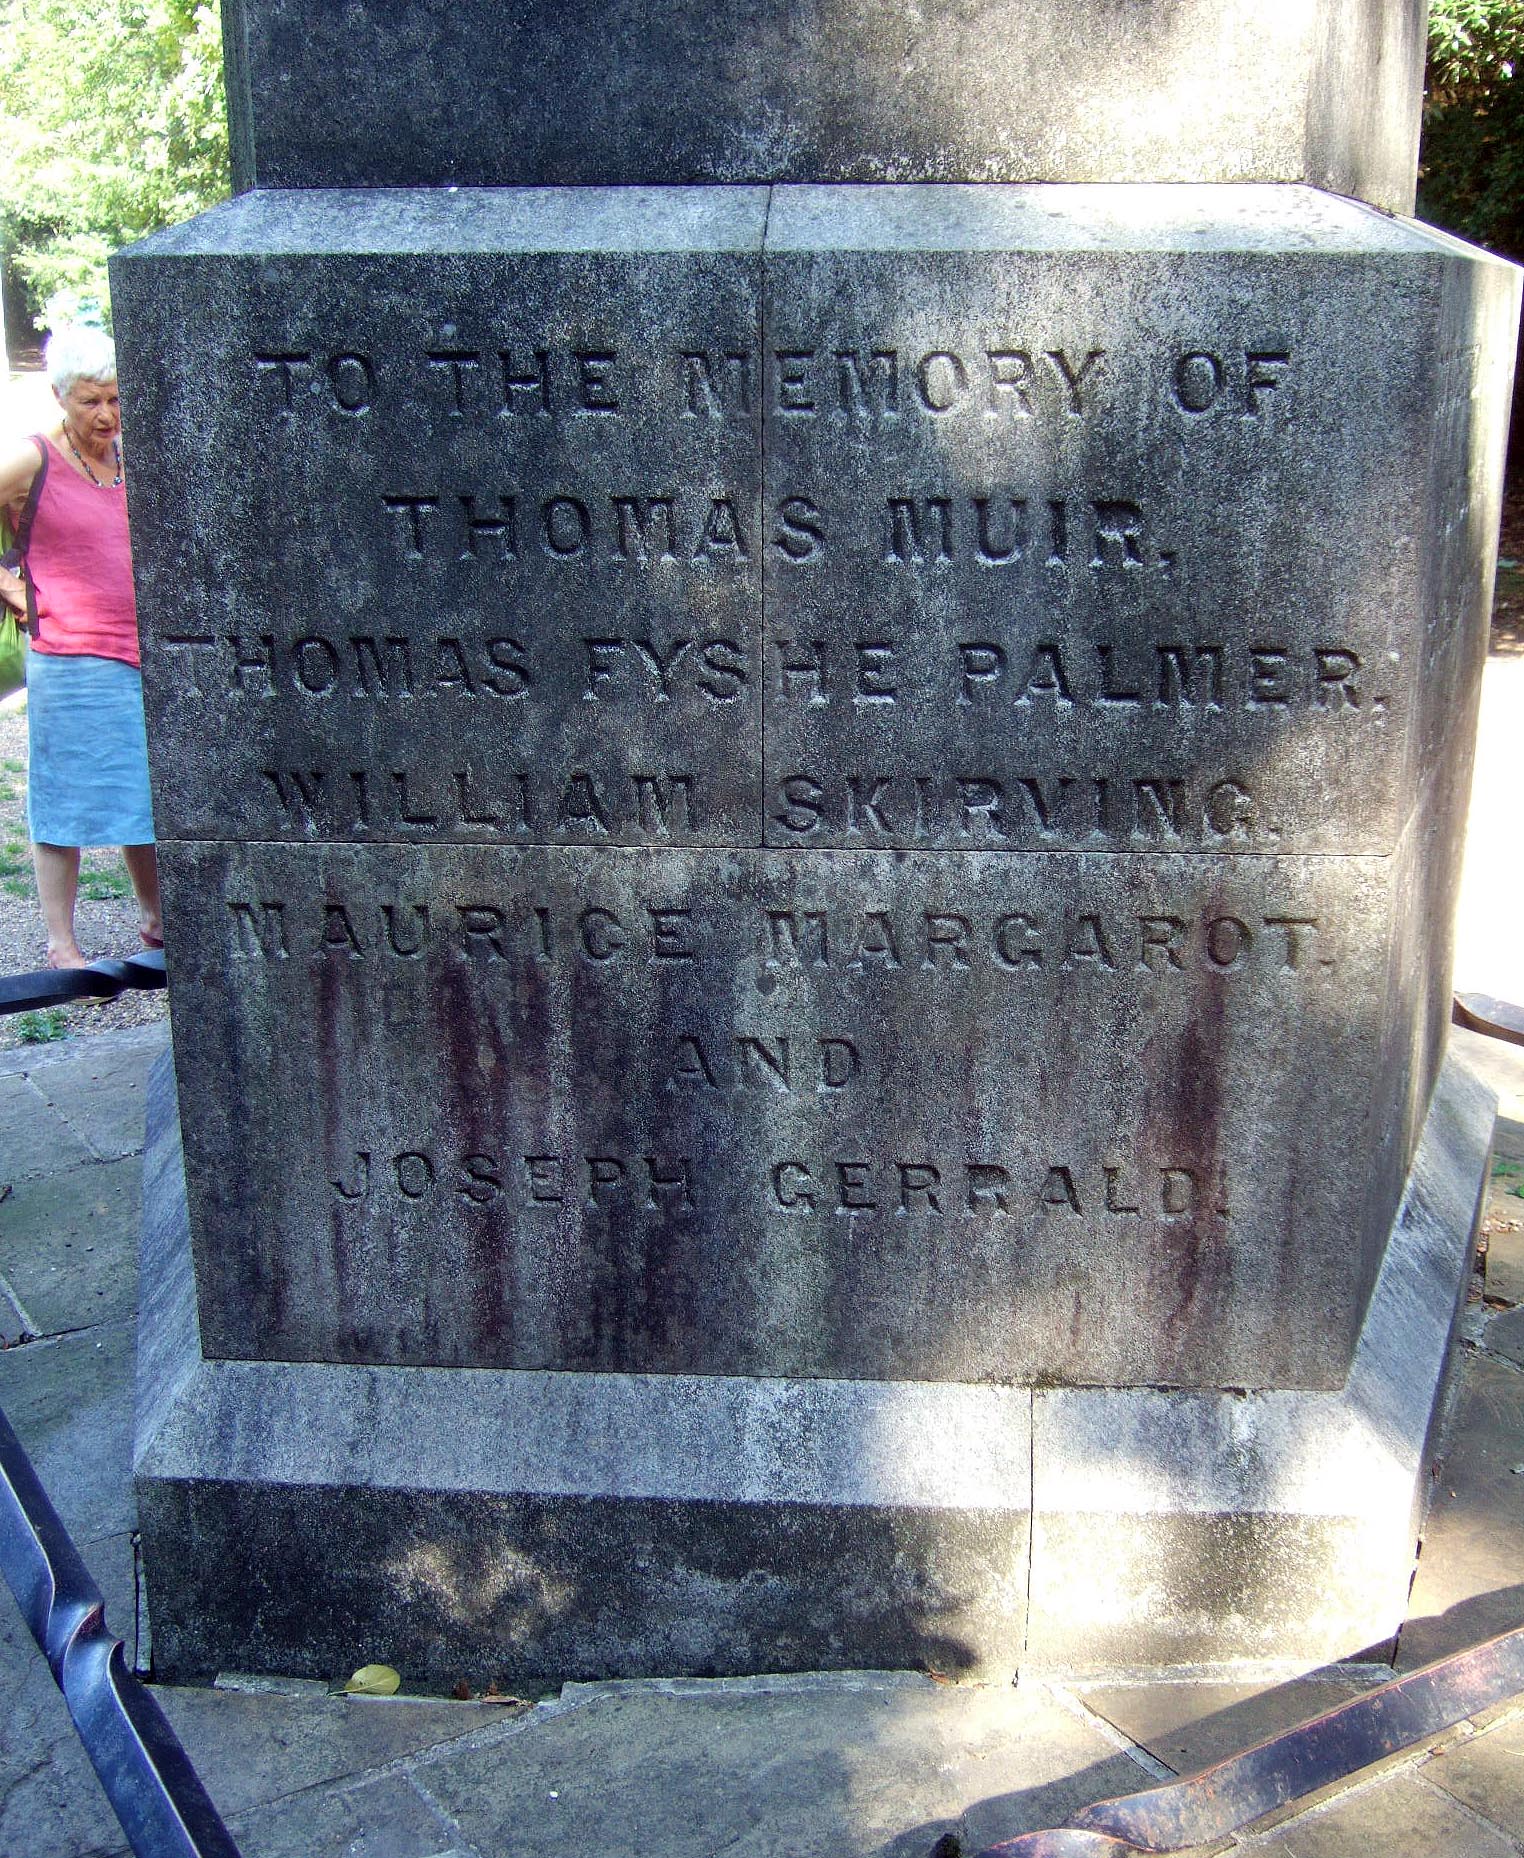 TO THE MEMORY OF
THOMAS MUIR.
THOMAS FYSHE PALMER;
WILLIAM SKIRVING.
MAURICE MARGAROT.
AND
JOSEPH GERRALD.